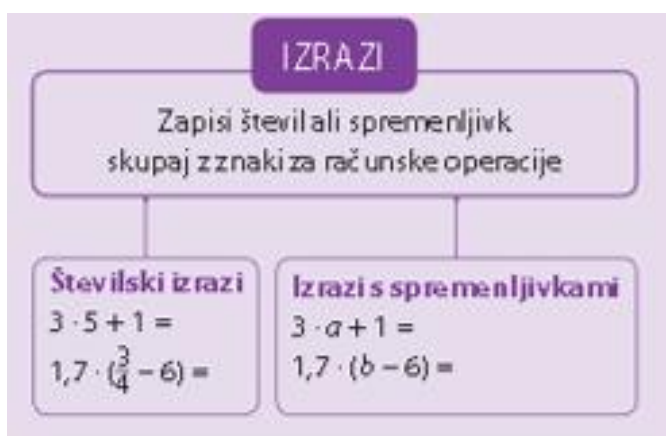 IZRAZI
Zapisi števil ali spremenljivk
skupaj z znaki za računske operacije
Številski izrazi
3 · 5 + 1 =
1,7 · (3/4 − 6) =
Izrazi s spremenljivkami
3 · a + 1 =
1,7 · (b − 6) =